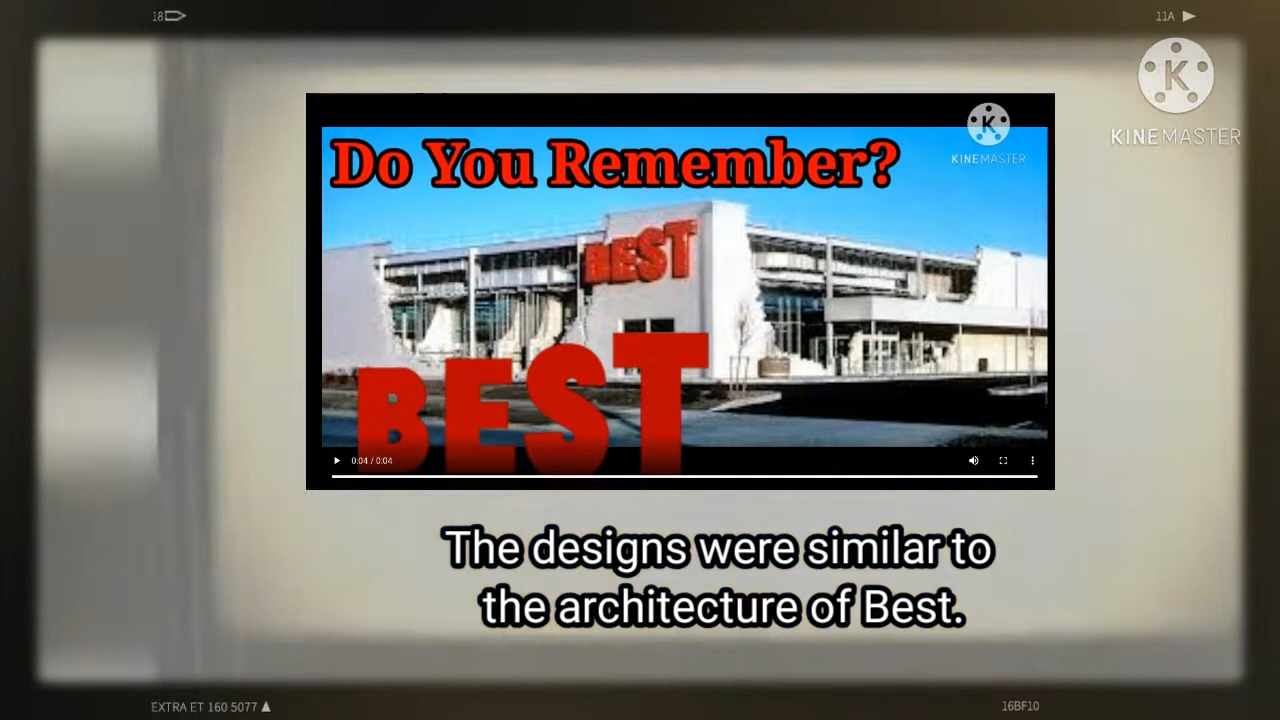 18
11A
KINEMASTER
KINEMASTER
Do You Remember?
BEST
BEST
0:04 / 0:04
The designs were similar to
the architecture of Best.
EXTRA ET 160 5077
16BF10